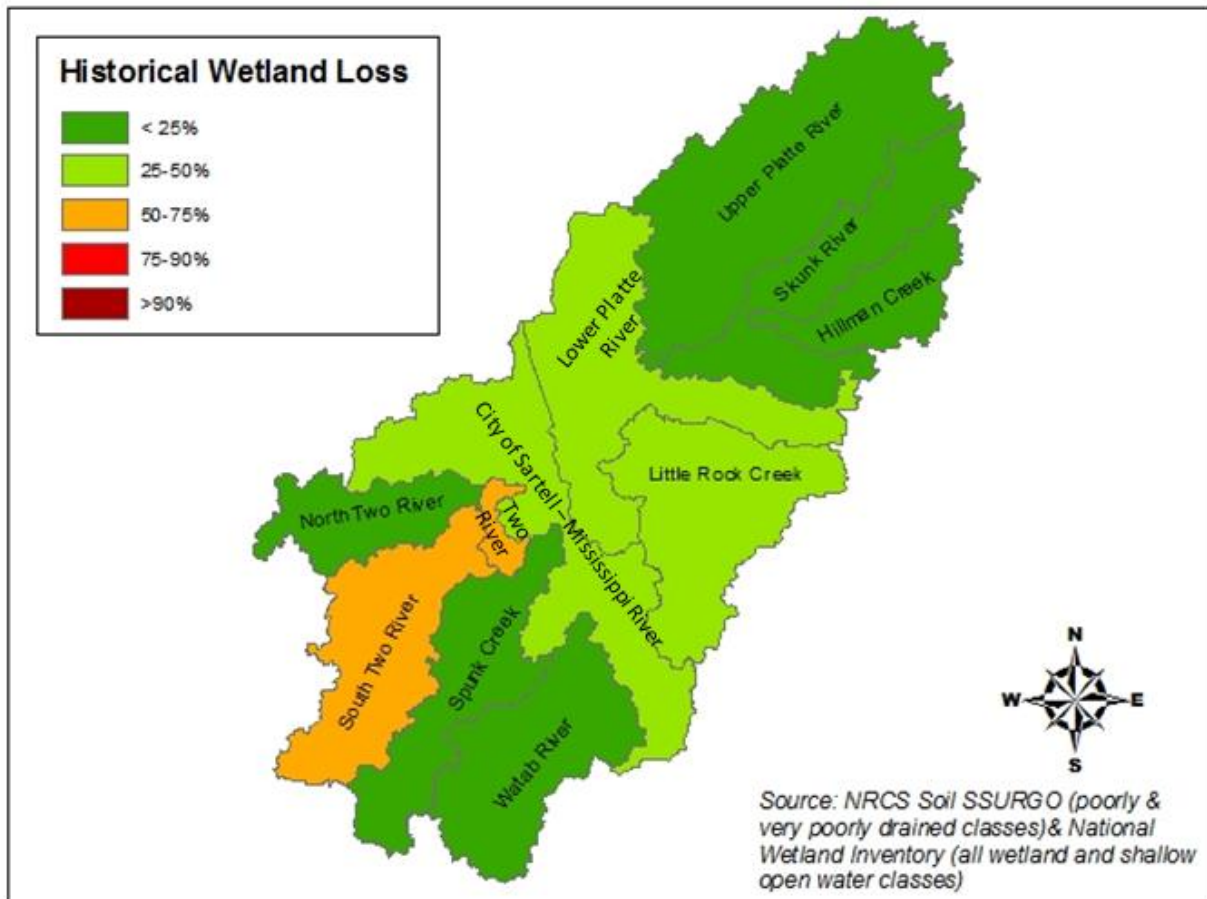 Historical Wetland Loss
< 25%
25-50%
50-75%
75-90%
>90%
Upper Platte River
Skunk River
Hillman Creek
Lower Platte
River
City of Sartell – Mississippi River
Little Rock Creek
North Two River
Two
River
South Two River
Spunk Creek
Watab River
N
W
E
S
Source: NRCS Soil SSURGO (poorly &
very poorly drained classes)& National
Wetland Inventory (all wetland and shallow
open water classes)